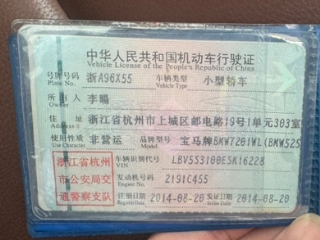 中华人民共和国机动车行驶证
Vehicle License of the People's Republic of China
号牌号码 浙A96X55 车辆类型 小型轿车
Plate No. Vehicle Type
所有人 李鹏
Owner
住址 浙江省杭州市上城区邮电路19号1单元303室
Address
使用性质 非营运 品牌型号 宝马牌BMW7201WL(BMW525
Use Character Model
浙江省杭州 车辆识别代号 LBV5S3100ESK16228
VIN
市公安局交 发动机号码 2191C455
Engine No.
通警察支队 注册日期 2014-08-20 发证日期 2014-08-20
Register Date Issue Date